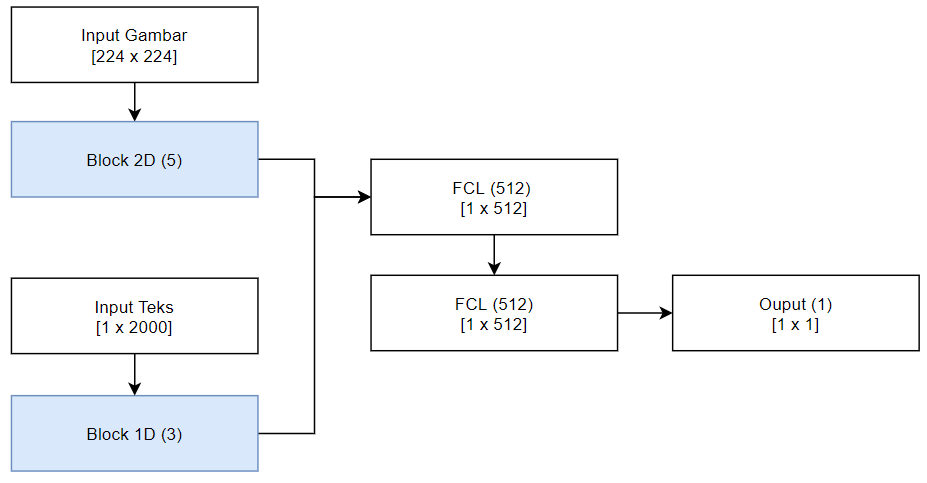 Input Gambar
[224 x 224]
Block 2D (5)
Input Teks
[1 x 2000]
Block 1D (3)
FCL (512)
[1 x 512]
FCL (512)
[1 x 512]
Ouput (1)
[1 x 1]